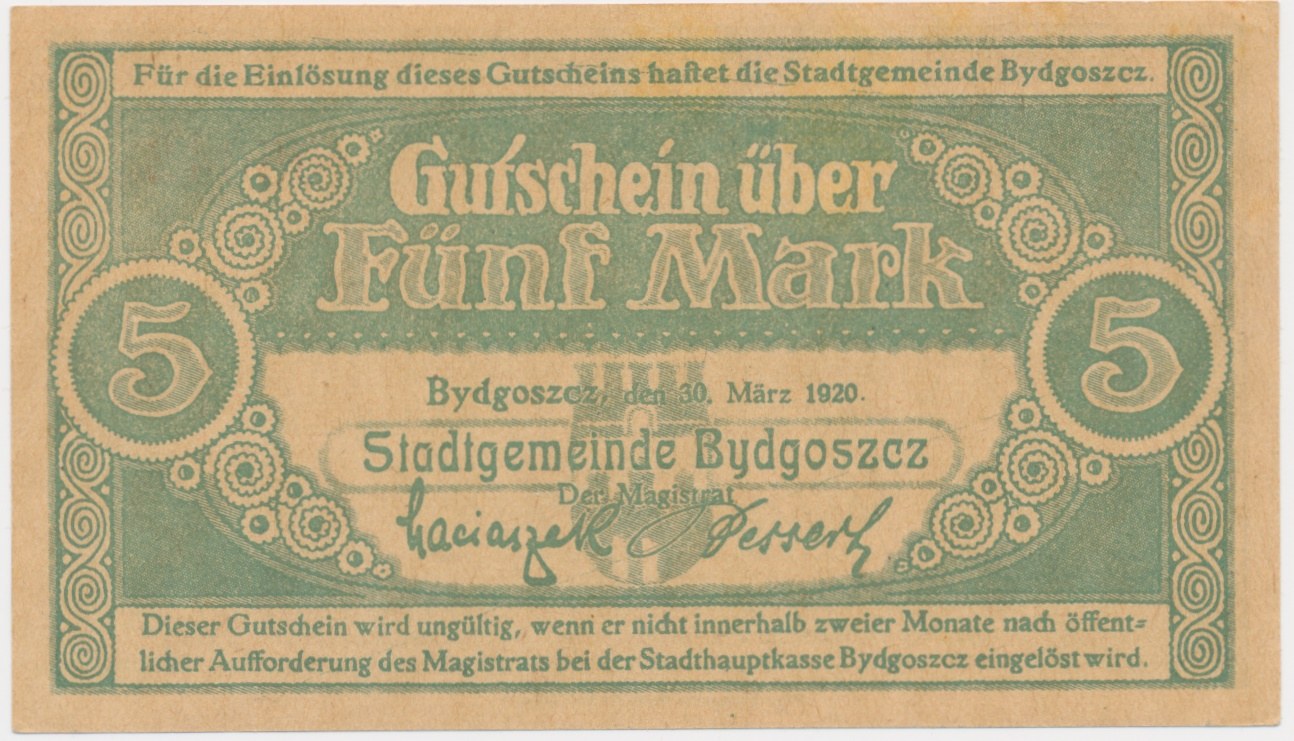 Für die Einlösung dieses Gutscheins haftet die Stadtgemeinde Bydgoszcz.
Gutschein über
Fünf Mark
5
5
Bydgoszcz, den 30. März 1920.
Stadtgemeinde Bydgoszcz
Der Magistrat
Maciaszek
Dieser Gutschein wird ungültig, wenn er nicht innerhalb zweier Monate nach öffent=
licher Aufforderung des Magistrats bei der Stadthauptkasse Bydgoszcz eingelöst wird.